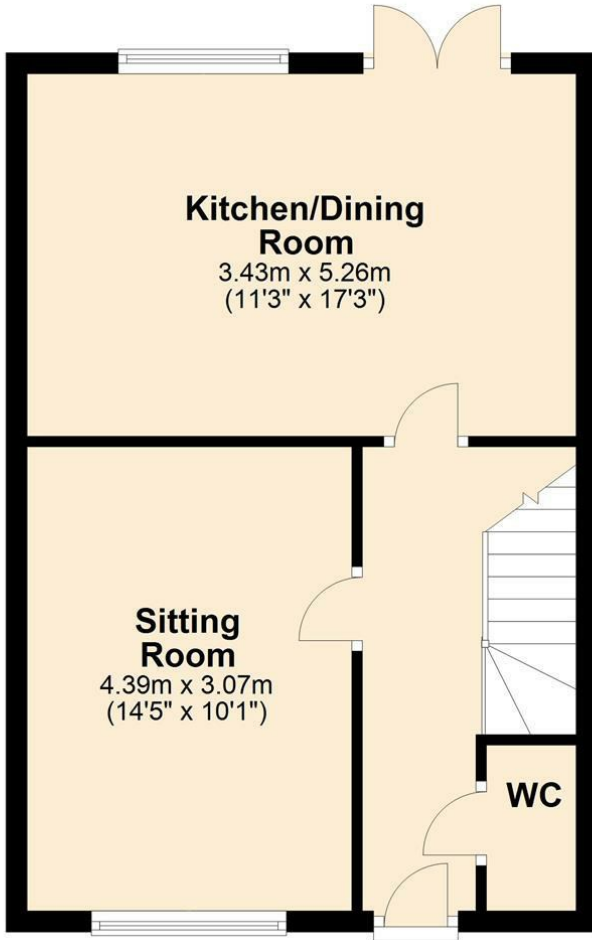 Kitchen/Dining
Room
3.43m x 5.26m
(11'3" x 17'3")
Sitting
Room
4.39m x 3.07m
(14'5" x 10'1")
WC